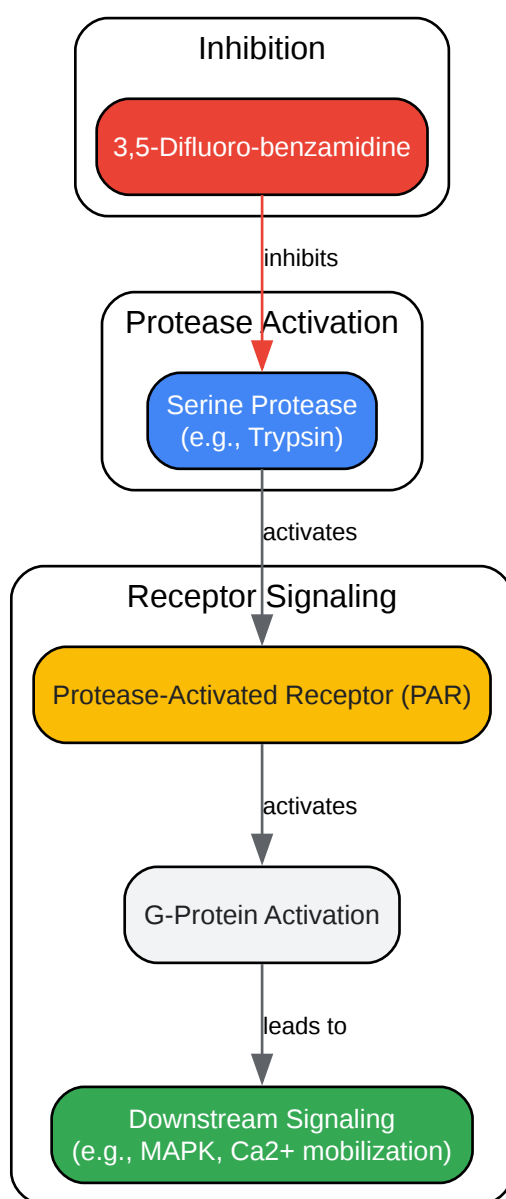 Inhibition
3,5-Difluoro-benzamidine
inhibits
Protease Activation
Serine Protease
(e.g., Trypsin)
activates
Receptor Signaling
Protease-Activated Receptor (PAR)
activates
G-Protein Activation
leads to
Downstream Signaling
(e.g., MAPK, Ca2+ mobilization)